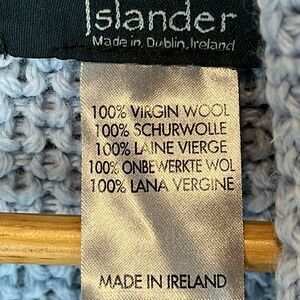 Islander
Made in, Dublin, Ireland
100% VIRGIN WOOL
100% SCHURWOLLE
100% LAINE VIERGE
100% ONBEWERKTE WOL
100% LANA VERGINE
MADE IN IRELAND